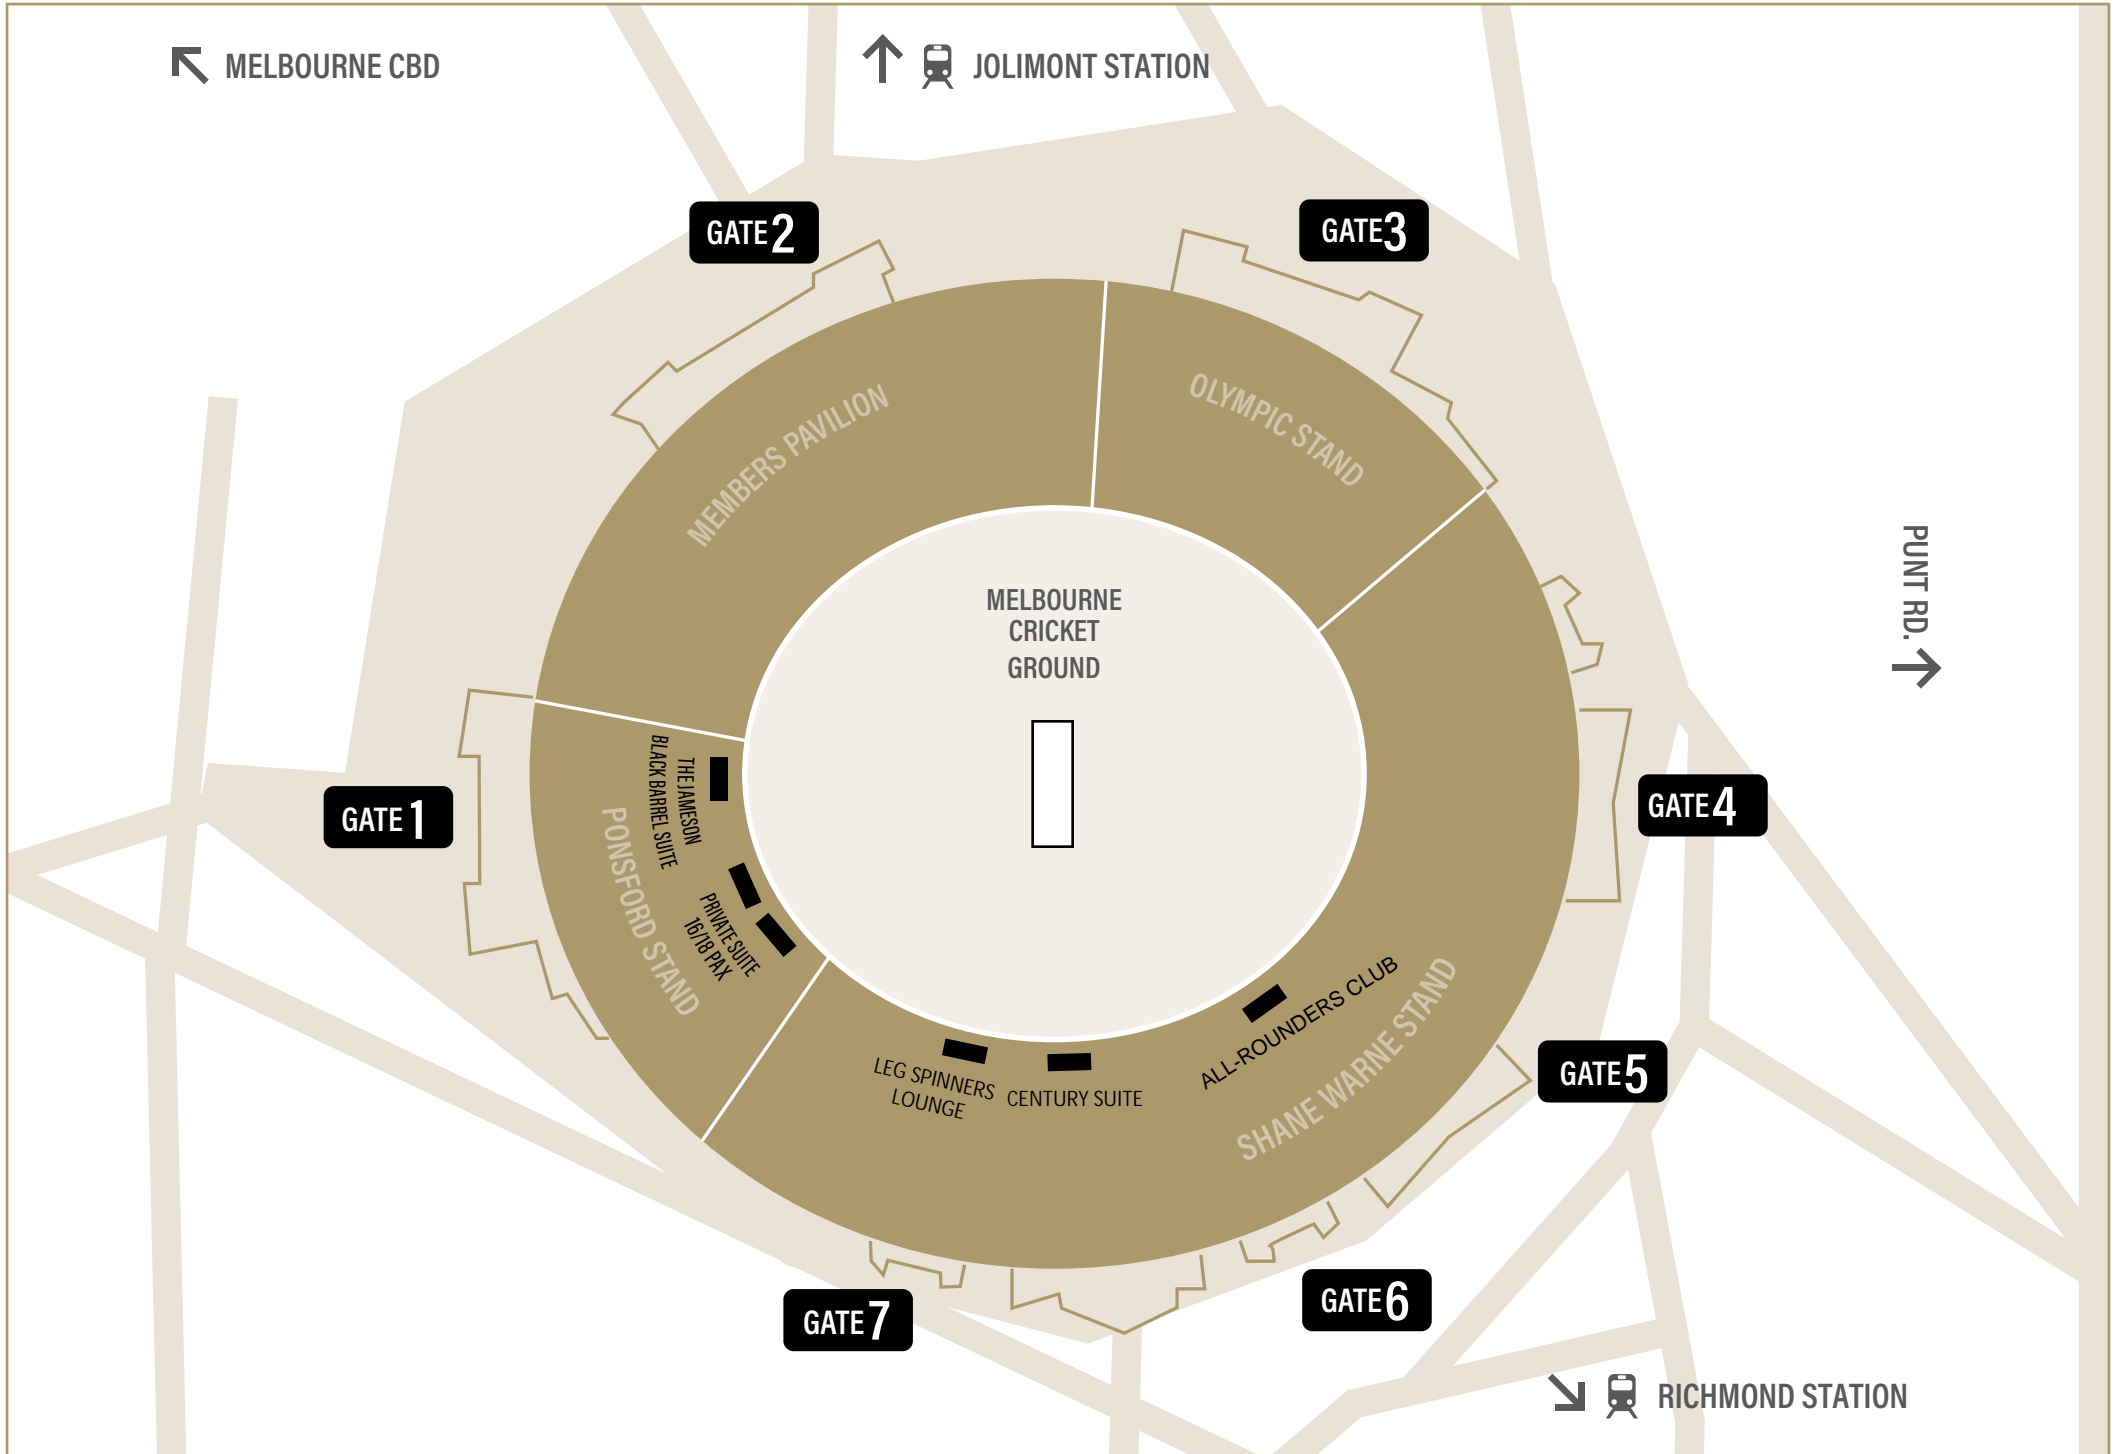 MELBOURNE CBD
JOLIMONT STATION
GATE 2
GATE 3
MEMBERS PAVILION
OLYMPIC STAND
PUNT RD.
MELBOURNE
CRICKET
GROUND
THE JAMESON
BLACK BARREL SUITE
GATE 1
GATE 4
PONSFORD STAND
PRIVATE SUITE
16/18 PAX
ALL-ROUNDERS CLUB
SHANE WARNE STAND
LEG SPINNERS
LOUNGE
CENTURY SUITE
GATE 5
GATE 6
GATE 7
RICHMOND STATION